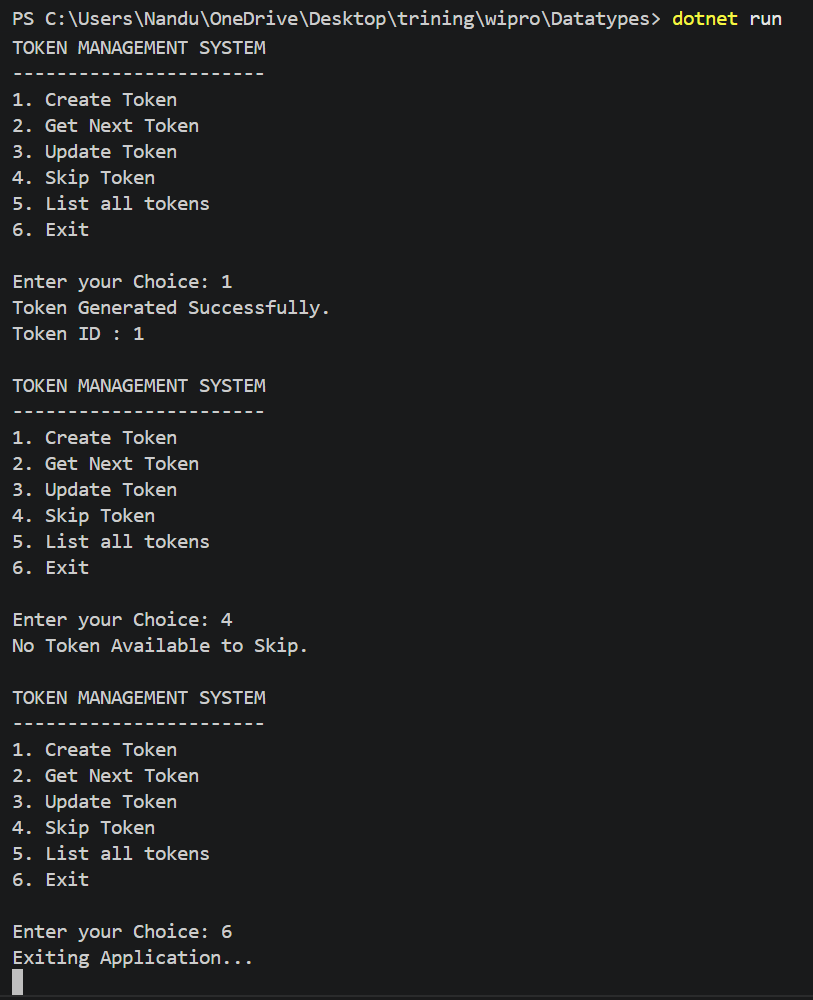 PS C:\Users\Nandu\OneDrive\Desktop\trining\wipro\Datatypes> dotnet run
TOKEN MANAGEMENT SYSTEM
-----------------------
1. Create Token
2. Get Next Token
3. Update Token
4. Skip Token
5. List all tokens
6. Exit

Enter your Choice: 1
Token Generated Successfully.
Token ID : 1

TOKEN MANAGEMENT SYSTEM
-----------------------
1. Create Token
2. Get Next Token
3. Update Token
4. Skip Token
5. List all tokens
6. Exit

Enter your Choice: 4
No Token Available to Skip.

TOKEN MANAGEMENT SYSTEM
-----------------------
1. Create Token
2. Get Next Token
3. Update Token
4. Skip Token
5. List all tokens
6. Exit

Enter your Choice: 6
Exiting Application...